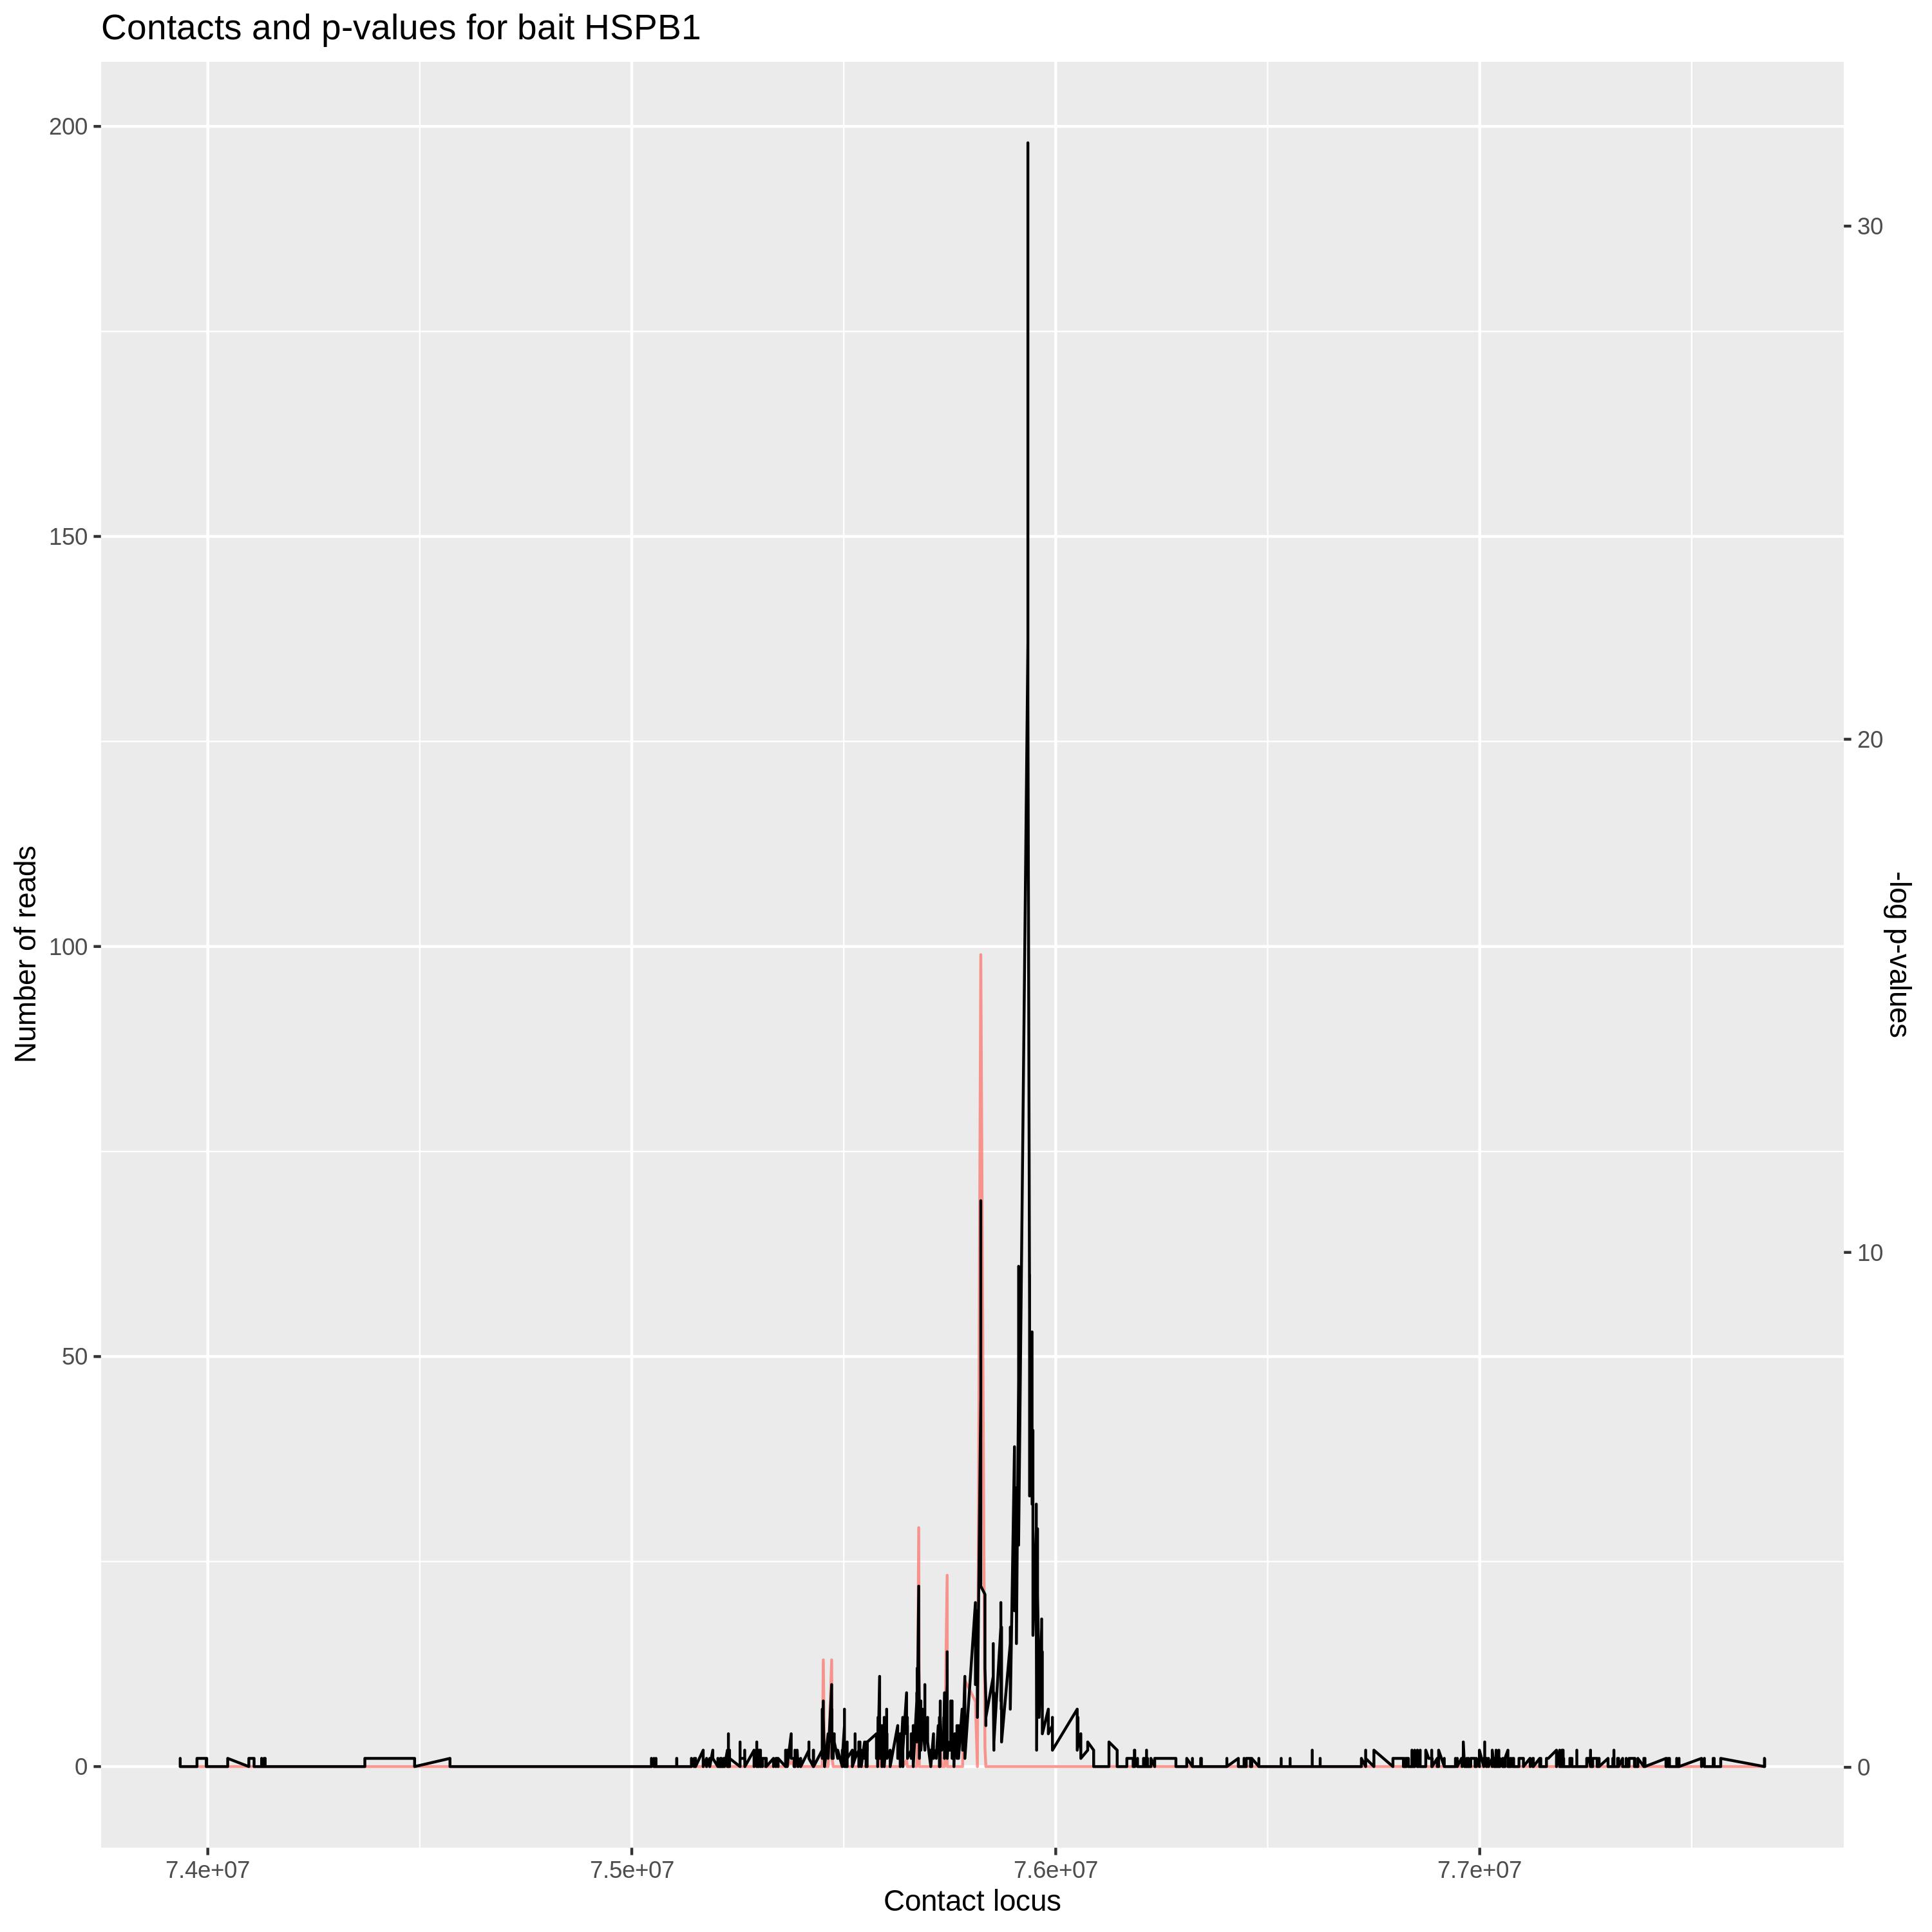 Contacts and p-values for bait HSPB1
200
150
100
50
0
Number of reads
30
20
10
0
-log p-values
7.4e+07 7.5e+07 7.6e+07 7.7e+07
Contact locus